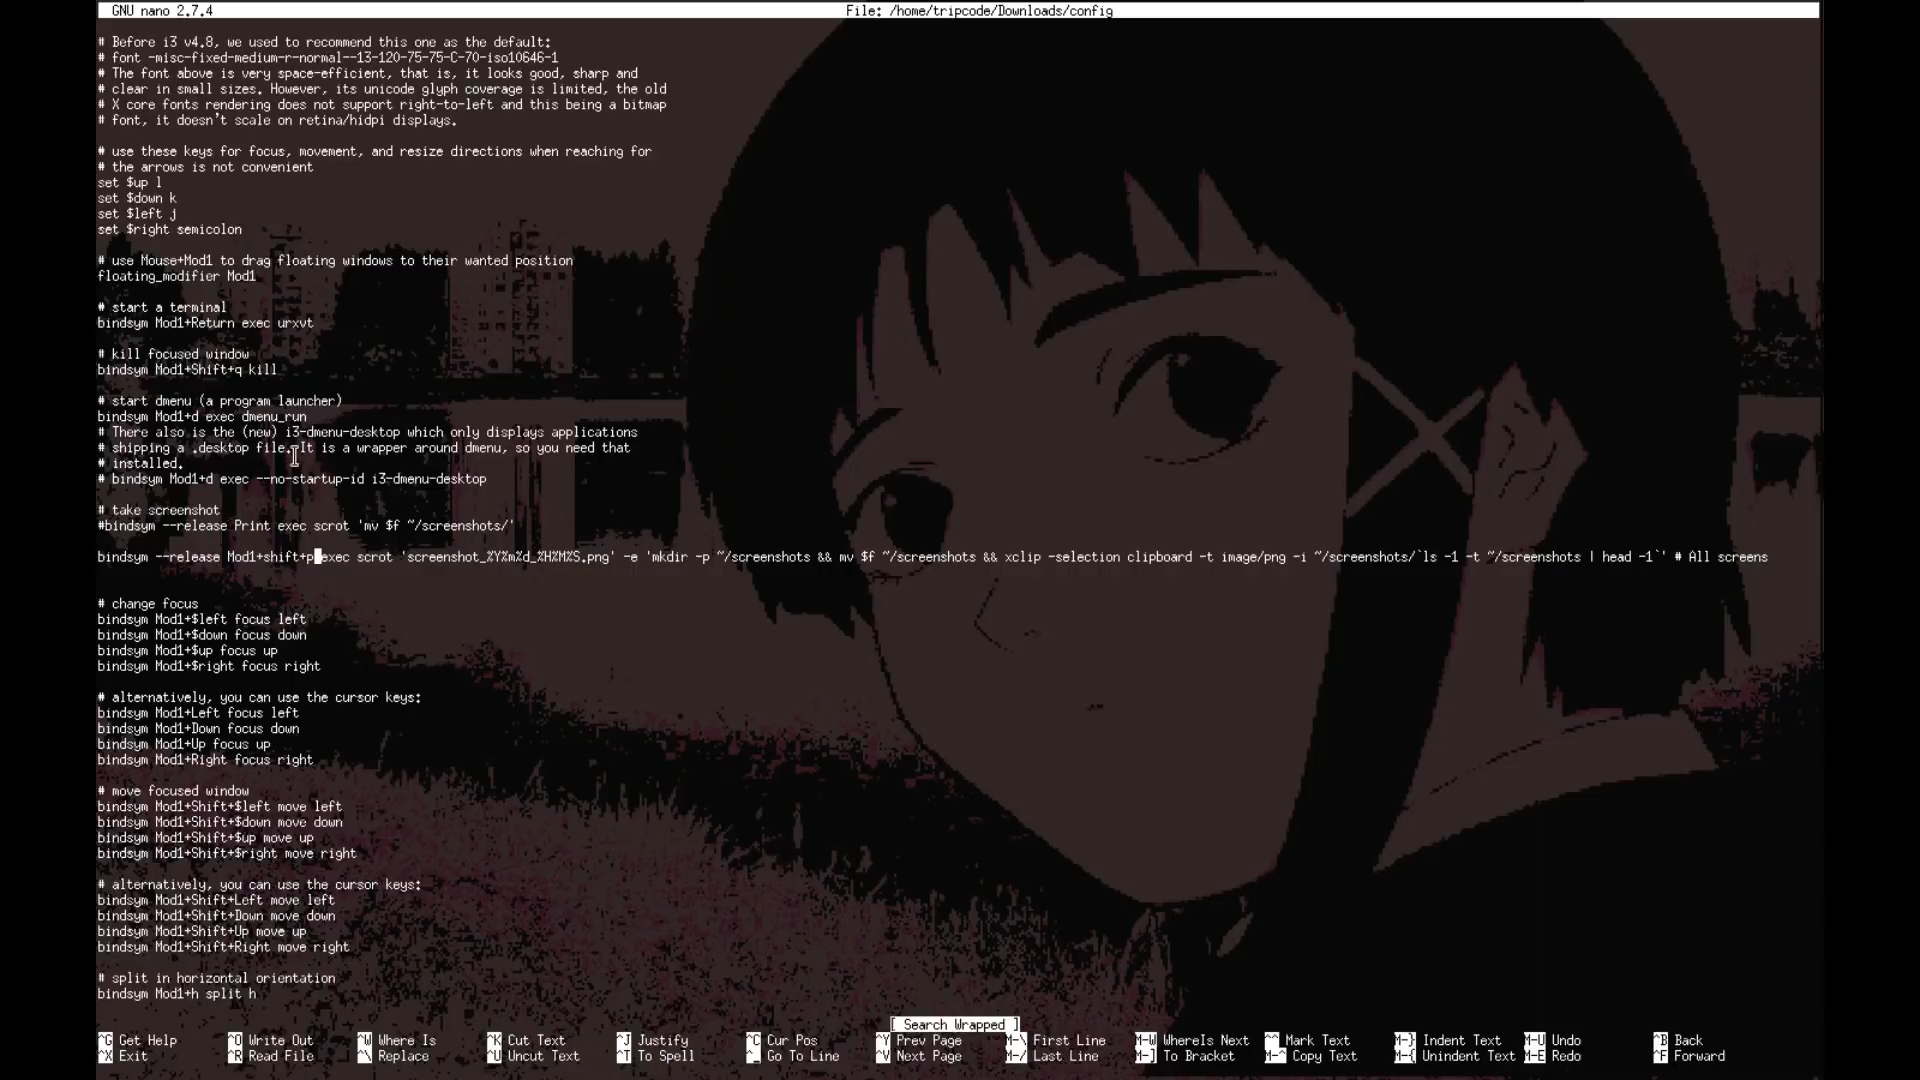 GNU nano 2.7.4 File: /home/tripcode/Downloads/config
# Before i3 v4.8, we used to recommend this one as the default:
# font -misc-fixed-medium-r-normal--13-120-75-75-C-70-iso10646-1
# The font above is very space-efficient, that is, it looks good, sharp and
# clear in small sizes. However, its unicode glyph coverage is limited, the old
# X core fonts rendering does not support right-to-left and this being a bitmap
# font, it doesn't scale on retina/hidpi displays.
# use these keys for focus, movement, and resize directions when reaching for
# the arrows is not convenient
set $up l
set $down k
set $left j
set $right semicolon
# use Mouse+Mod1 to drag floating windows to their wanted position
floating_modifier Mod1
# start a terminal
bindsym Mod1+Return exec urxvt
# kill focused window
bindsym Mod1+Shift+q kill
# start dmenu (a program launcher)
bindsym Mod1+d exec dmenu_run
# There also is the (new) i3-dmenu-desktop which only displays applications
# shipping a .desktop file. It is a wrapper around dmenu, so you need that
# installed.
# bindsym Mod1+d exec --no-startup-id i3-dmenu-desktop
# take screenshot
#bindsym --release Print exec scrot 'mv $f ~/screenshots/'
bindsym --release Mod1+shift+p exec scrot 'screenshot_%Y%m%d_%H%M%S.png' -e 'mkdir -p ~/screenshots && mv $f ~/screenshots && xclip -selection clipboard -t image/png -i ~/screenshots/`ls -1 -t ~/screenshots | head -1`' # All screens
# change focus
bindsym Mod1+$left focus left
bindsym Mod1+$down focus down
bindsym Mod1+$up focus up
bindsym Mod1+$right focus right
# alternatively, you can use the cursor keys:
bindsym Mod1+Left focus left
bindsym Mod1+Down focus down
bindsym Mod1+Up focus up
bindsym Mod1+Right focus right
# move focused window
bindsym Mod1+Shift+$left move left
bindsym Mod1+Shift+$down move down
bindsym Mod1+Shift+$up move up
bindsym Mod1+Shift+$right move right
# alternatively, you can use the cursor keys:
bindsym Mod1+Shift+Left move left
bindsym Mod1+Shift+Down move down
bindsym Mod1+Shift+Up move up
bindsym Mod1+Shift+Right move right
# split in horizontal orientation
bindsym Mod1+h split h
[ Search Wrapped ]
^G Get Help ^O Write Out ^W Where Is ^K Cut Text ^J Justify ^C Cur Pos ^Y Prev Page M-\ First Line M-W WhereIs Next ^^ Mark Text M-} Indent Text M-U Undo ^B Back
^X Exit ^R Read File ^\ Replace ^U Uncut Text ^T To Spell ^_ Go To Line ^V Next Page M-/ Last Line M-] To Bracket M-^ Copy Text M-{ Unindent Text M-E Redo ^F Forward